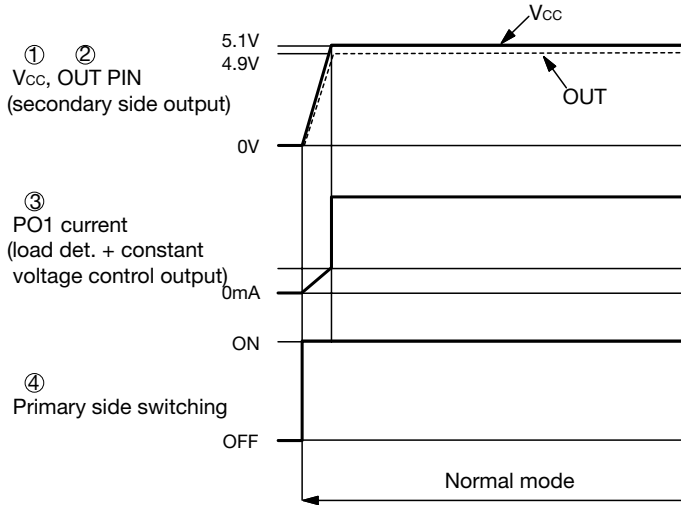 ① ②
Vcc, OUT PIN
(secondary side output)
5.1V
4.9V
0V
Vcc
OUT
③
PO1 current
(load det. + constant
voltage control output)
0mA
④
Primary side switching
ON
OFF
Normal mode